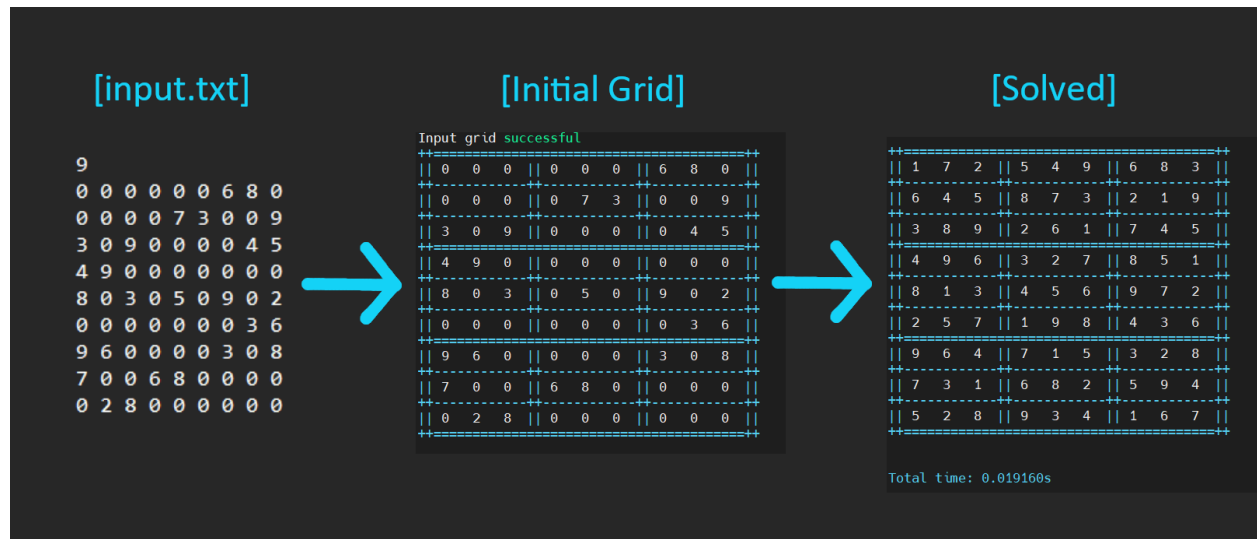 [input.txt]
9
0 0 0 0 0 0 6 8 0
0 0 0 0 7 3 0 0 9
3 0 9 0 0 0 0 4 5
4 9 0 0 0 0 0 0 0
8 0 3 0 5 0 9 0 2
0 0 0 0 0 0 0 3 6
9 6 0 0 0 0 3 0 8
7 0 0 6 8 0 0 0 0
0 2 8 0 0 0 0 0 0
[Initial Grid]
Input grid successful
++=======================================++
|| 0 0 0 || 0 0 0 || 6 8 0 ||
++-----------++-----------++-----------++
|| 0 0 0 || 0 7 3 || 0 0 9 ||
++-----------++-----------++-----------++
|| 3 0 9 || 0 0 0 || 0 4 5 ||
++=======================================++
|| 4 9 0 || 0 0 0 || 0 0 0 ||
++-----------++-----------++-----------++
|| 8 0 3 || 0 5 0 || 9 0 2 ||
++-----------++-----------++-----------++
|| 0 0 0 || 0 0 0 || 0 3 6 ||
++=======================================++
|| 9 6 0 || 0 0 0 || 3 0 8 ||
++-----------++-----------++-----------++
|| 7 0 0 || 6 8 0 || 0 0 0 ||
++-----------++-----------++-----------++
|| 0 2 8 || 0 0 0 || 0 0 0 ||
++=======================================++
[Solved]
++=======================================++
|| 1 7 2 || 5 4 9 || 6 8 3 ||
++-----------++-----------++-----------++
|| 6 4 5 || 8 7 3 || 2 1 9 ||
++-----------++-----------++-----------++
|| 3 8 9 || 2 6 1 || 7 4 5 ||
++=======================================++
|| 4 9 6 || 3 2 7 || 8 5 1 ||
++-----------++-----------++-----------++
|| 8 1 3 || 4 5 6 || 9 7 2 ||
++-----------++-----------++-----------++
|| 2 5 7 || 1 9 8 || 4 3 6 ||
++=======================================++
|| 9 6 4 || 7 1 5 || 3 2 8 ||
++-----------++-----------++-----------++
|| 7 3 1 || 6 8 2 || 5 9 4 ||
++-----------++-----------++-----------++
|| 5 2 8 || 9 3 4 || 1 6 7 ||
++=======================================++
Total time: 0.019160s